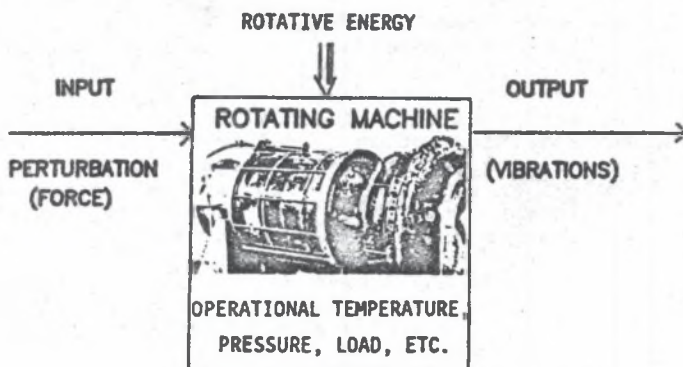 ROTATIVE ENERGY
INPUT
OUTPUT
ROTATING MACHINE
PERTURBATION
(FORCE)
(VIBRATIONS)
OPERATIONAL TEMPERATURE,
PRESSURE, LOAD, ETC.